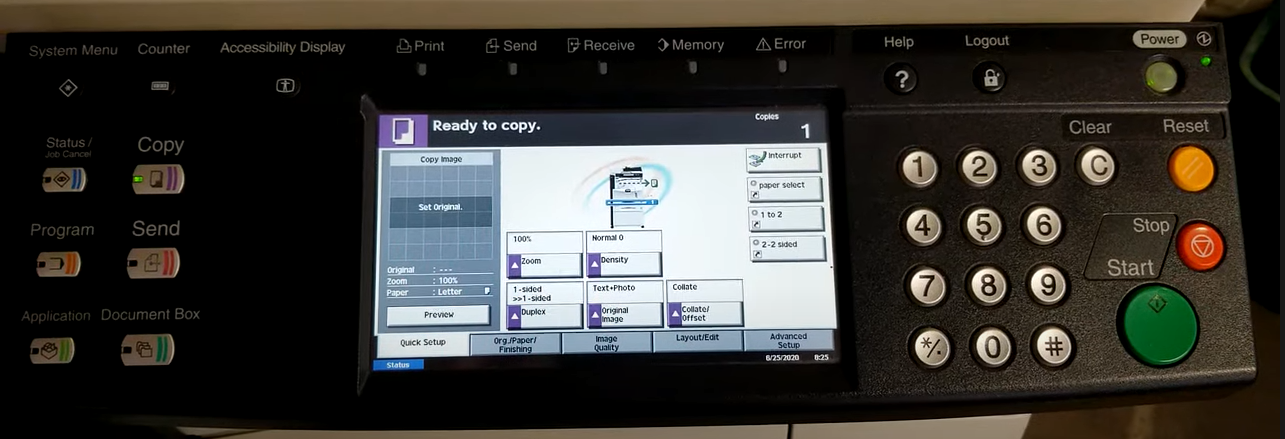 System Menu
Counter
Accessibility Display
Print
Send
Receive
Memory
Error
Help
Logout
Power
Status /
Job Cancel
Copy
Program
Send
Application
Document Box
Ready to copy.
Copies
1
Copy Image
Set Original.
Original : ---
Zoom : 100%
Paper : Letter
Preview
100%
Zoom
Normal 0
Density
1-sided
>>1-sided
Duplex
Text+Photo
Original
Image
Collate
Collate/
Offset
Interrupt
paper select
1 to 2
2-2 sided
Quick Setup
Org./Paper/
Finishing
Image
Quality
Layout/Edit
Advanced
Setup
Status
6/25/2020 8:25
Clear
Reset
1 2 3 C
4 5 6
7 8 9
*/. 0 #
Stop
Start